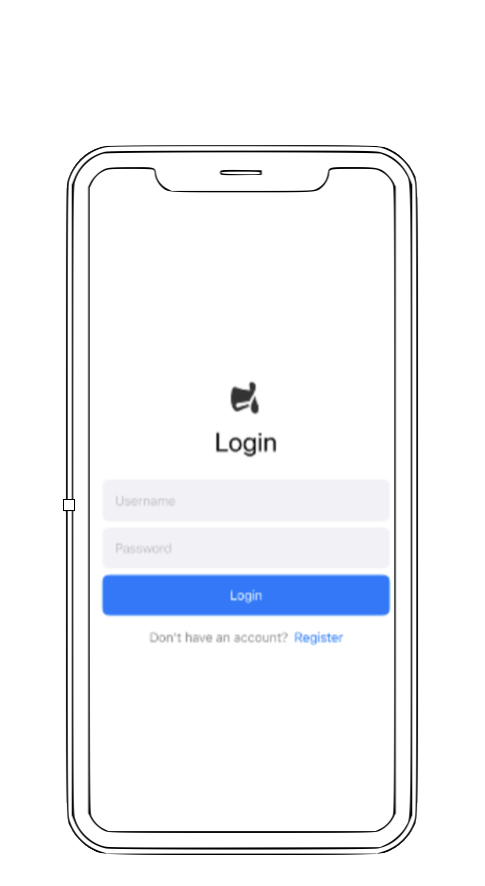 Login
Username
Password
Login
Don't have an account? Register